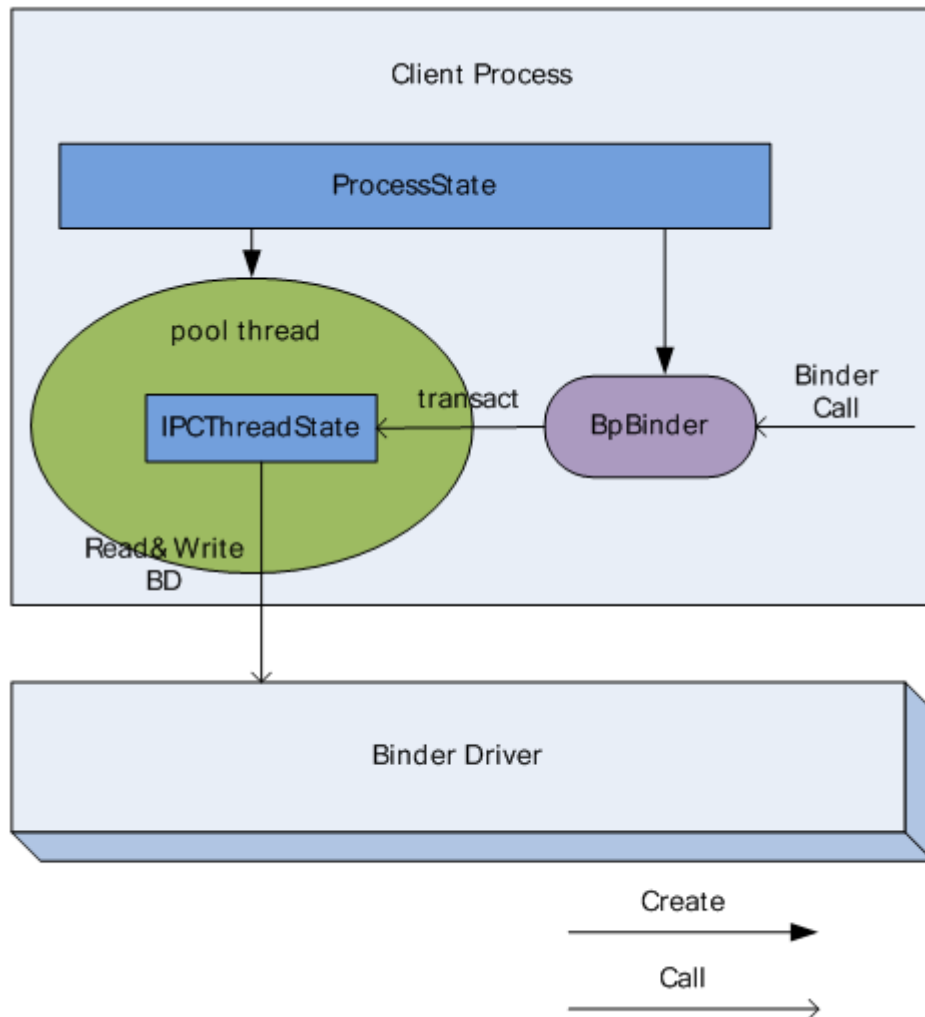 Client Process
ProcessState
pool thread
IPCThreadState
transact
BpBinder
Binder
Call
Read& Write
BD
Binder Driver
Create
Call